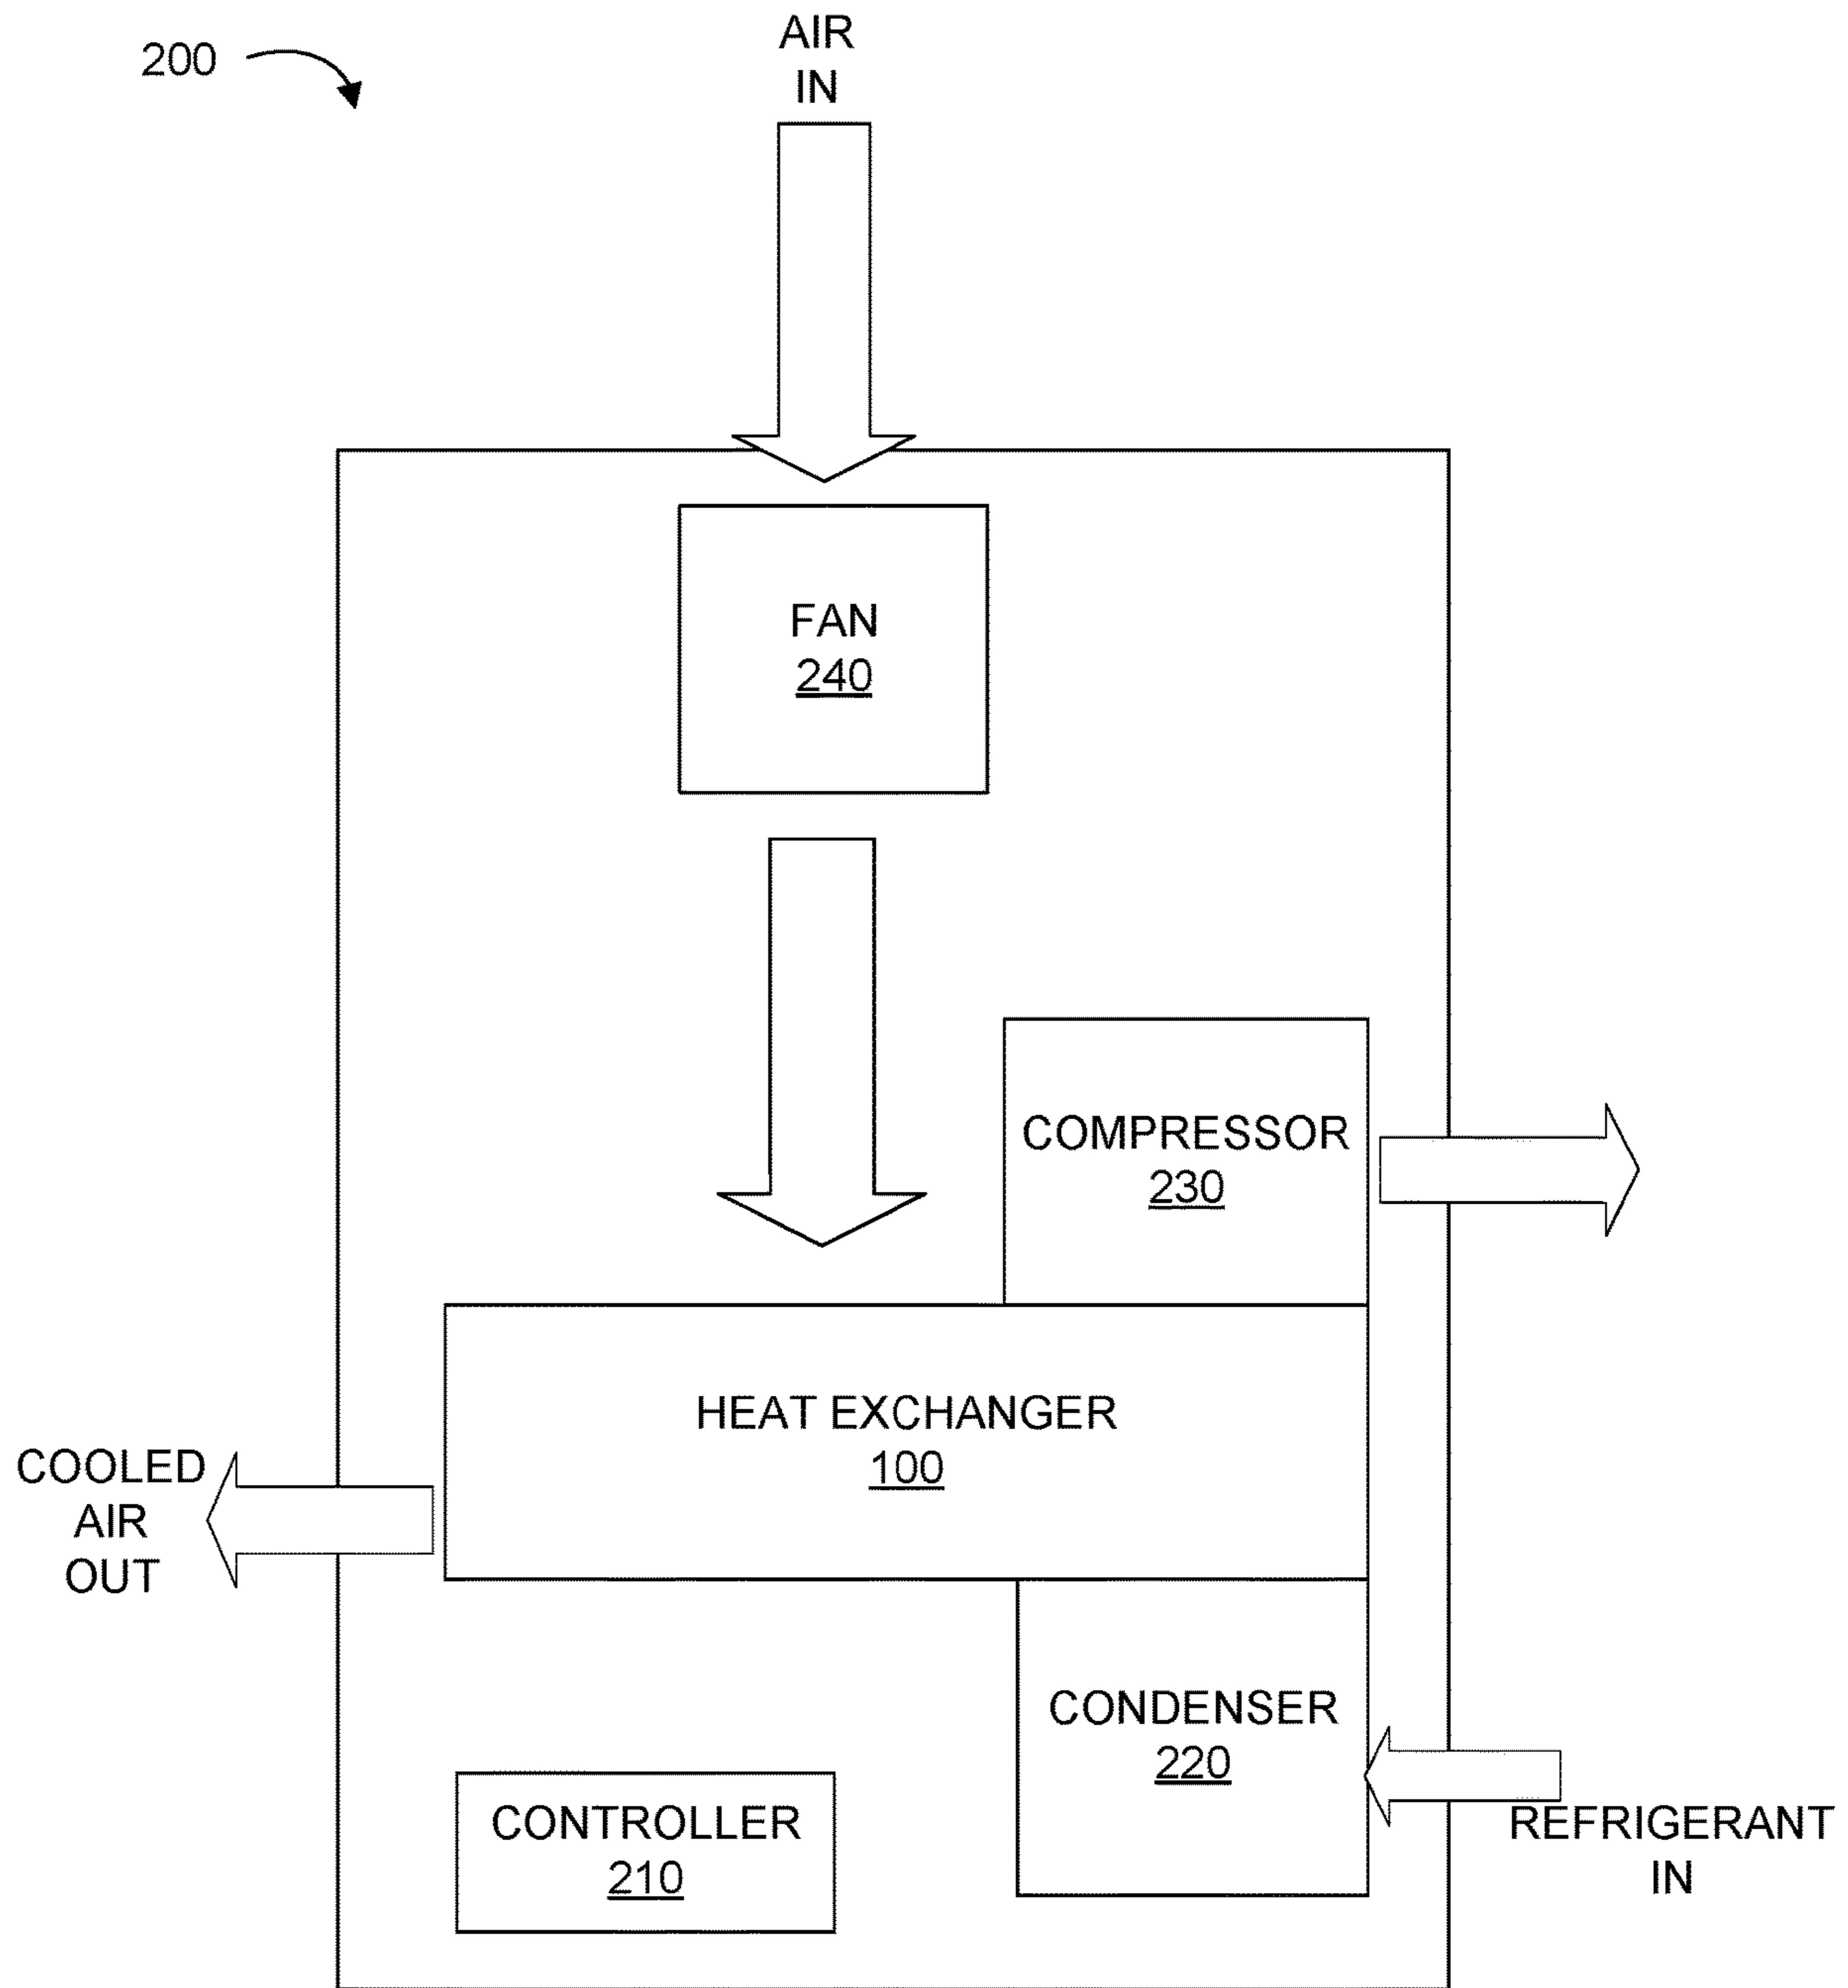 200
AIR
IN
FAN
240
COMPRESSOR
230
HEAT EXCHANGER
100
COOLED
AIR
OUT
CONDENSER
220
CONTROLLER
210
REFRIGERANT
IN